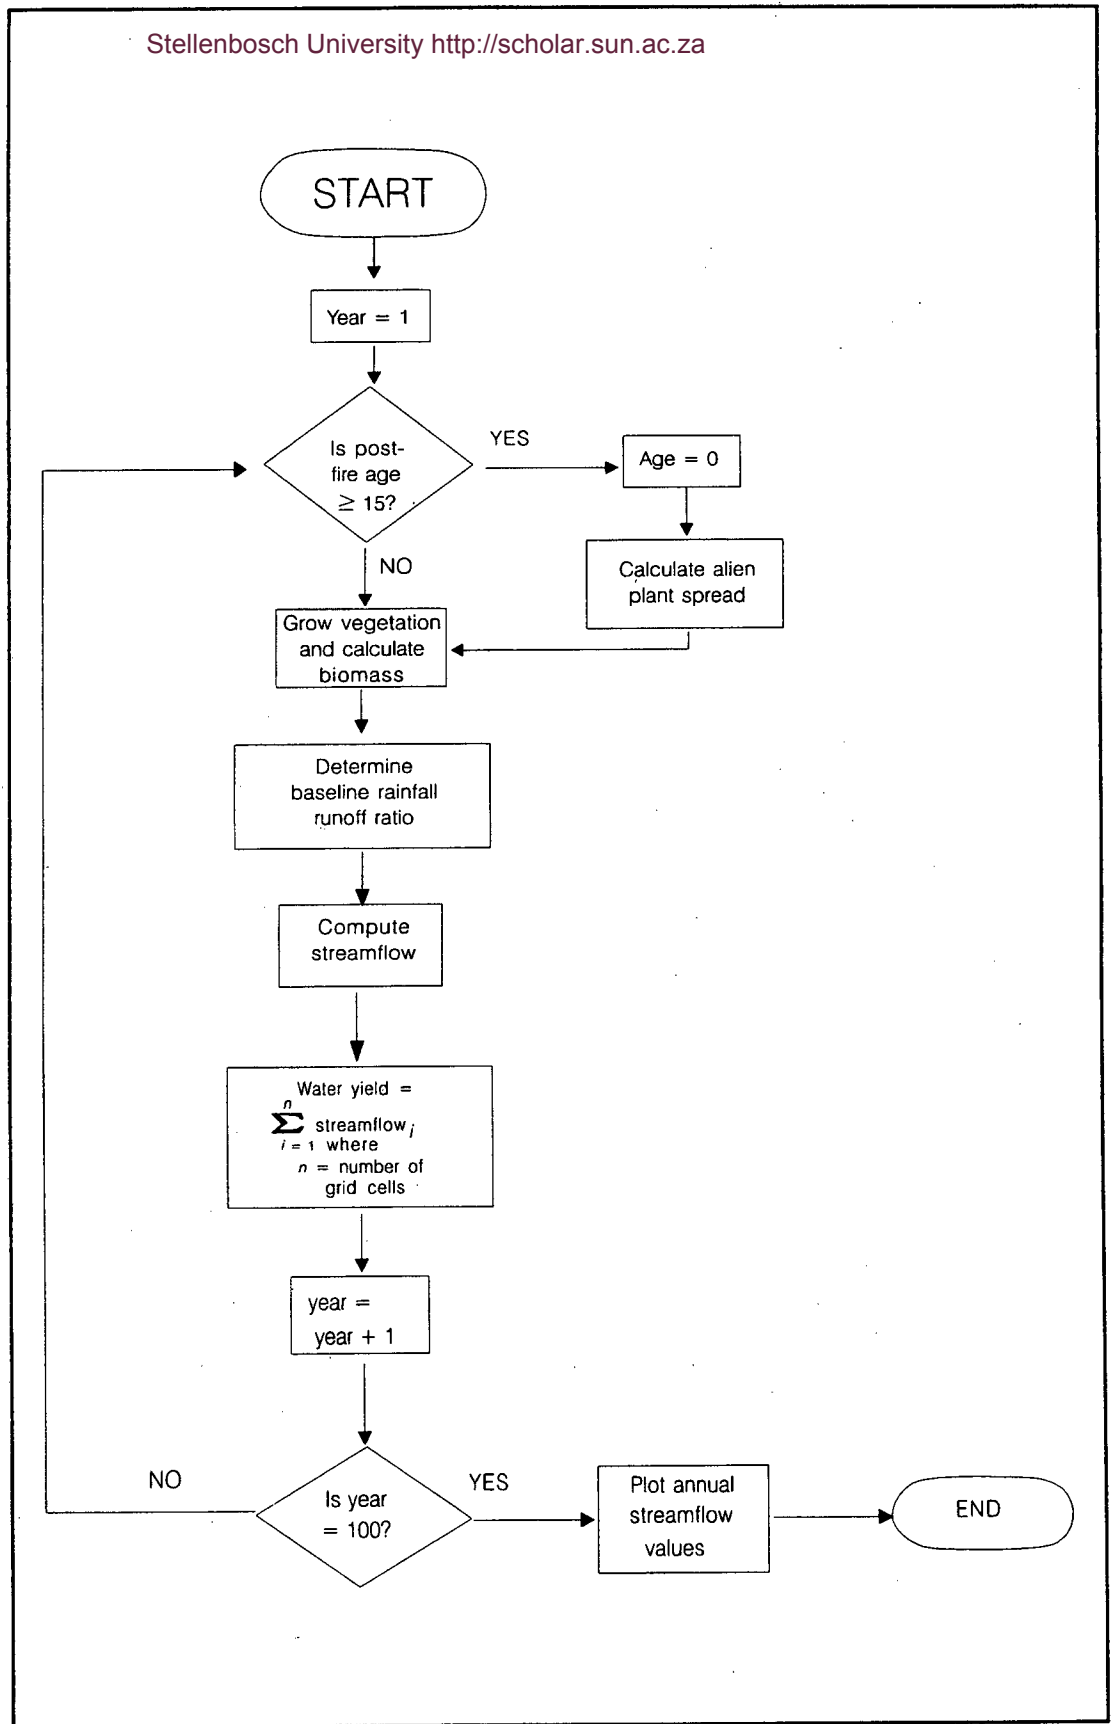 Stellenbosch University http://scholar.sun.ac.za
START
Year = 1
Is post-
fire age
≥ 15?
YES
Age = 0
Calculate alien
plant spread
NO
Grow vegetation
and calculate
biomass
Determine
baseline rainfall
runoff ratio
Compute
streamflow
Water yield =
n
∑ streamflow i
i = 1 where
n = number of
grid cells
year =
year + 1
Is year
= 100?
NO
YES
Plot annual
streamflow
values
END